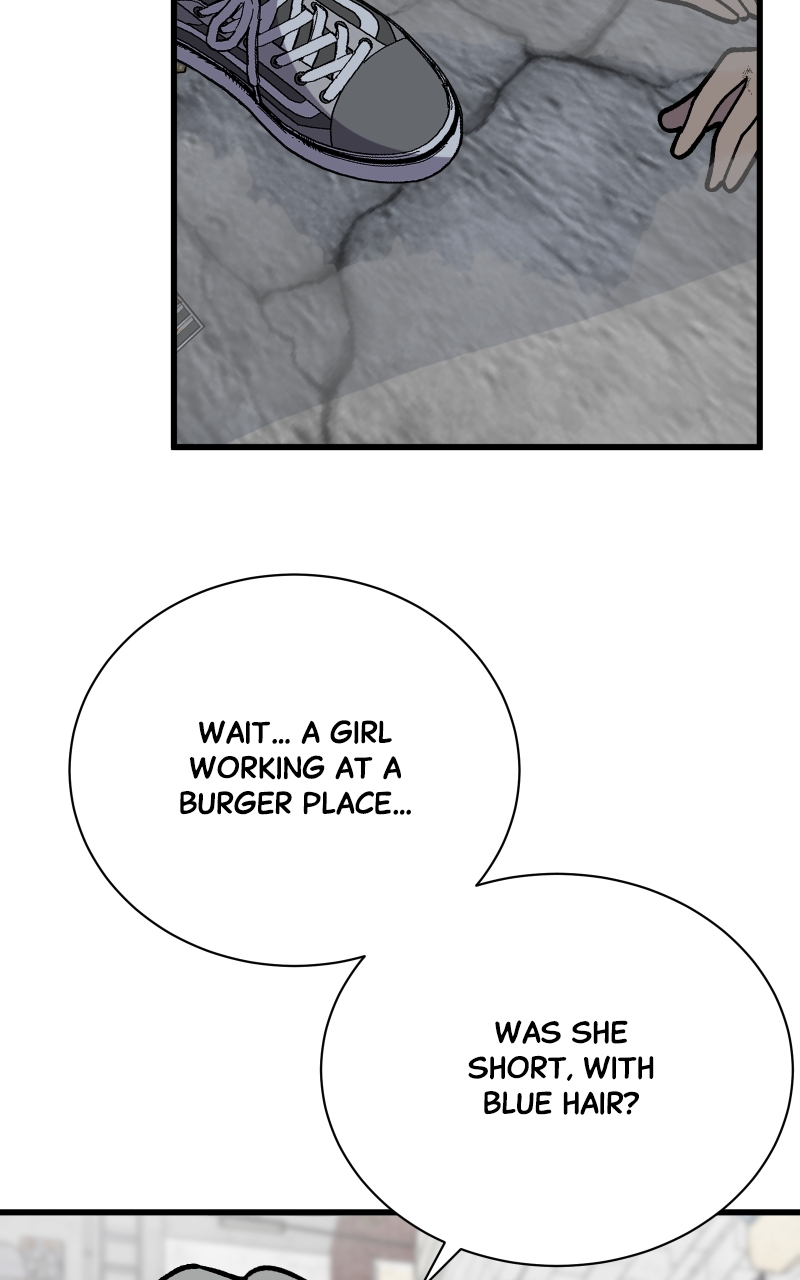 WAIT... A GIRL
WORKING AT A
BURGER PLACE...
WAS SHE
SHORT, WITH
BLUE HAIR?